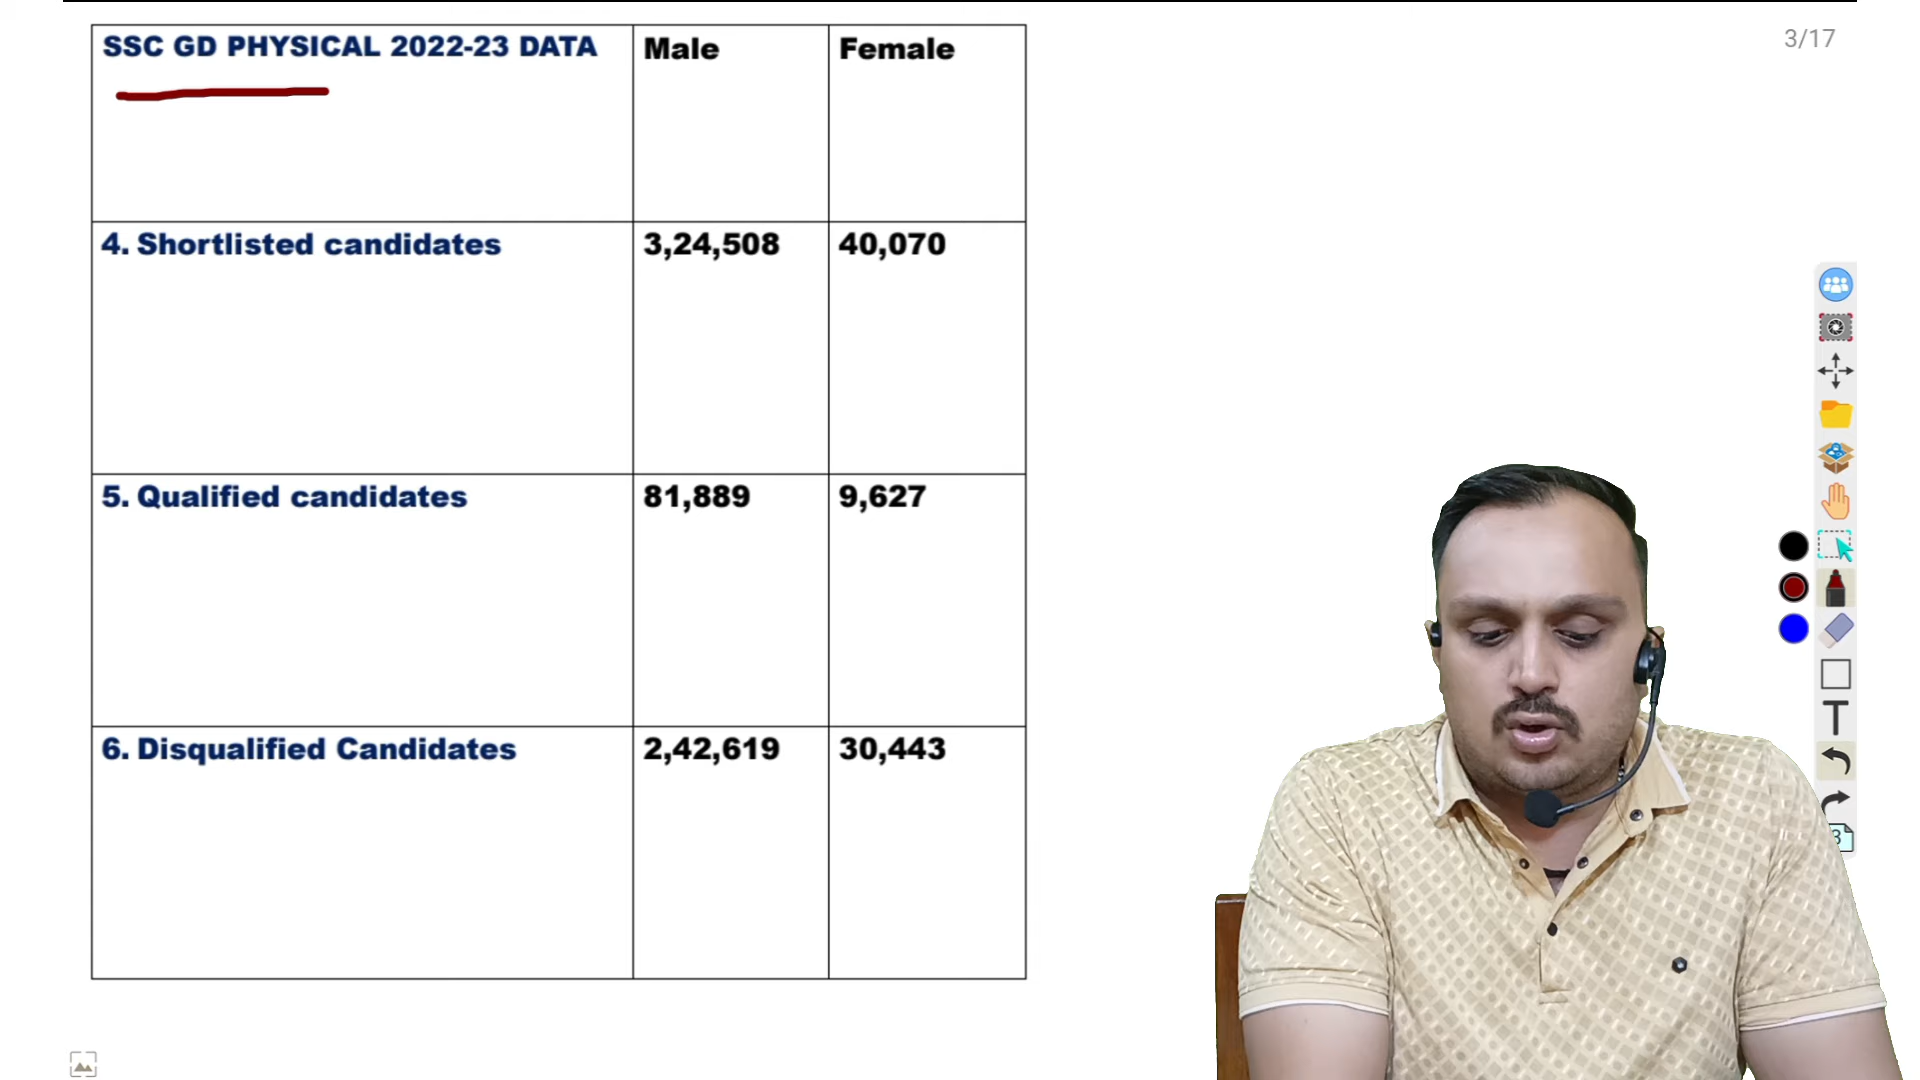 SSC GD PHYSICAL 2022-23 DATA Male Female
3/17
4. Shortlisted candidates 3,24,508 40,070
5. Qualified candidates 81,889 9,627
T
6. Disqualified Candidates 2,42,619 30,443
3